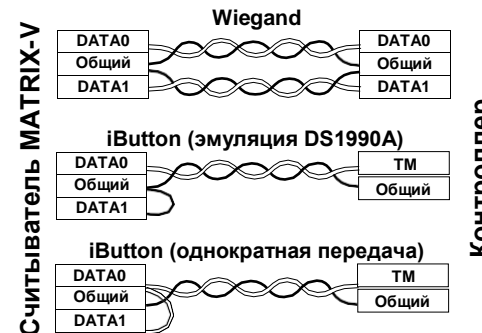 Считыватель MATRIX-V
Wiegand
DATA0
Общий
DATA1
DATA0
Общий
DATA1
iButton (эмуляция DS1990A)
DATA0
Общий
DATA1
TM
Общий
iButton (однократная передача)
DATA0
Общий
DATA1
TM
Общий
Контроллер